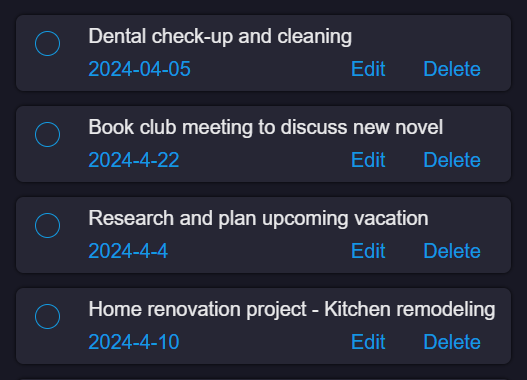 Dental check-up and cleaning
2024-04-05 Edit Delete
Book club meeting to discuss new novel
2024-4-22 Edit Delete
Research and plan upcoming vacation
2024-4-4 Edit Delete
Home renovation project - Kitchen remodeling
2024-4-10 Edit Delete